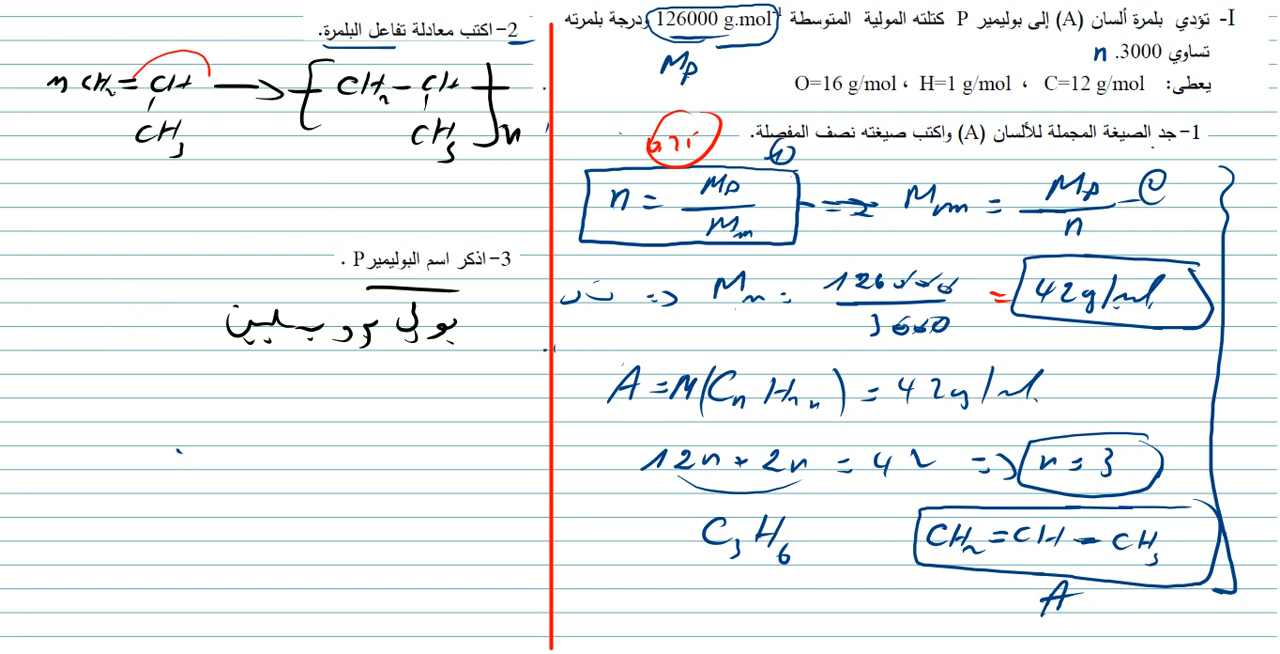 I- تؤدي بلمرة ألسان (A) إلى بوليمير P كتلته المولية المتوسطة 126000 g.mol⁻¹ ودرجة بلمرته
تساوي 3000. n
Mp
يعطى: C=12 g/mol ، H=1 g/mol ، O=16 g/mol
1- جد الصيغة المجملة للألسان (A) واكتب صيغته نصف المفصلة.
n = Mp / Mm => Mm = Mp / n
=> Mm = 126000 / 3000 = 42g/mol
A = M(CnH2n) = 42g/mol
12n + 2n = 42 => n = 3
C3H6
CH2=CH-CH3
A
2- اكتب معادلة تفاعل البلمرة.
n CH2=CH → [CH2-CH]n
CH3 CH3
3- اذكر اسم البوليمير P .
بولي بروبيلين